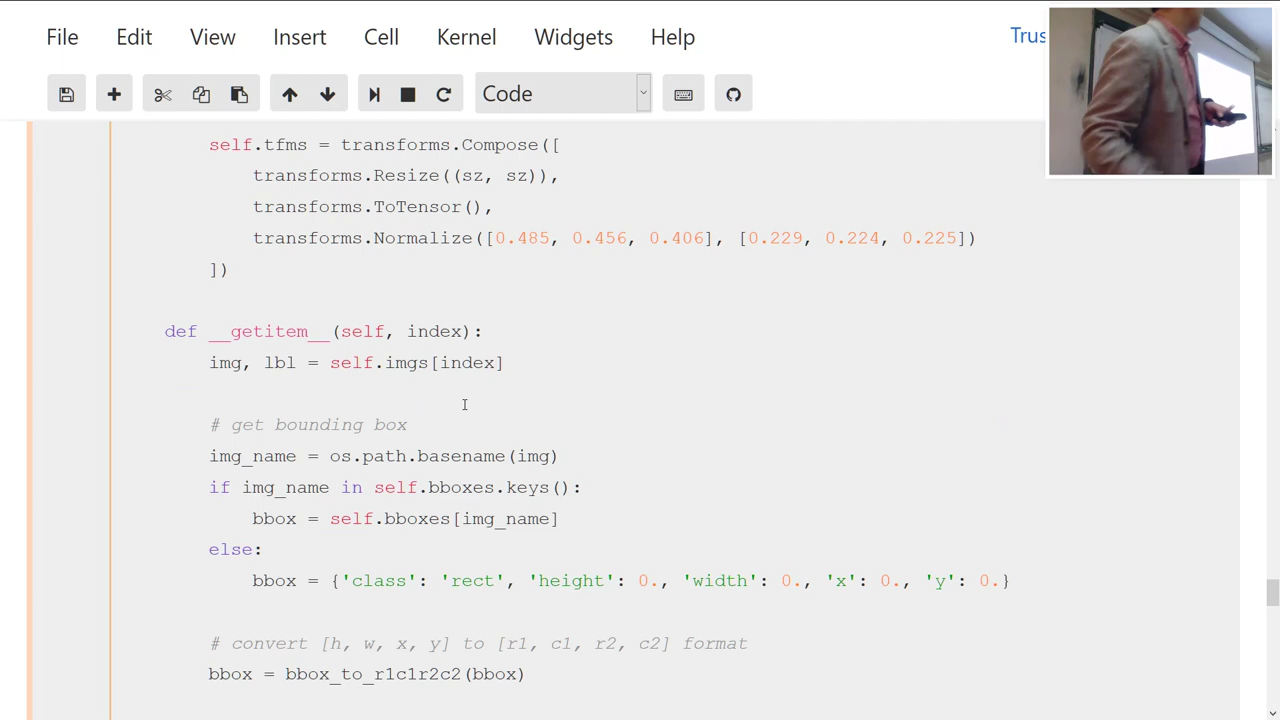 File Edit View Insert Cell Kernel Widgets Help Trus
Code
self.tfms = transforms.Compose([
transforms.Resize((sz, sz)),
transforms.ToTensor(),
transforms.Normalize([0.485, 0.456, 0.406], [0.229, 0.224, 0.225])
])
def __getitem__(self, index):
img, lbl = self.imgs[index]
# get bounding box
img_name = os.path.basename(img)
if img_name in self.bboxes.keys():
bbox = self.bboxes[img_name]
else:
bbox = {'class': 'rect', 'height': 0., 'width': 0., 'x': 0., 'y': 0.}
# convert [h, w, x, y] to [r1, c1, r2, c2] format
bbox = bbox_to_r1c1r2c2(bbox)